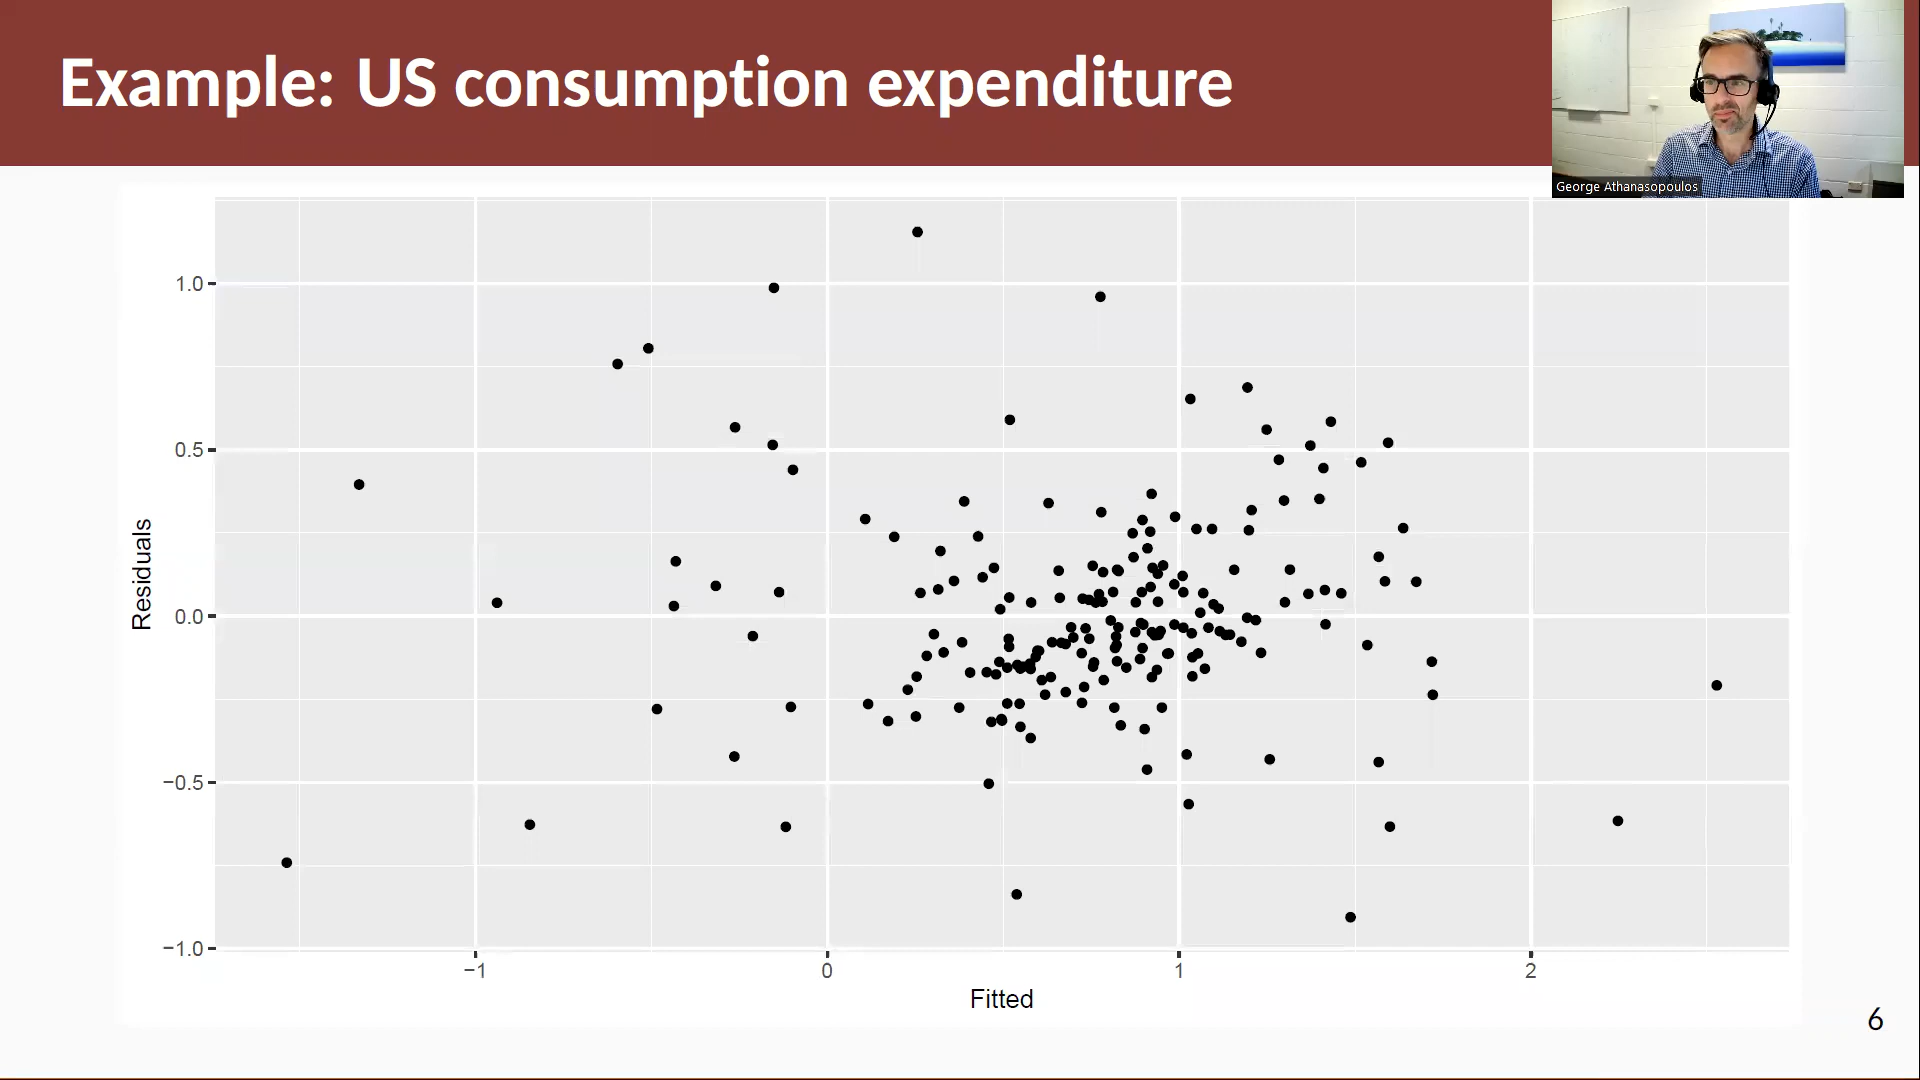 Example: US consumption expenditure
George Athanasopoulos
1.0
0.5
0.0
−0.5
−1.0
Residuals
−1
0
1
2
Fitted
6